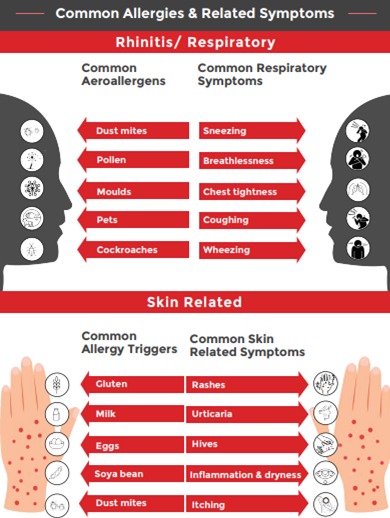 Common Allergies & Related Symptoms
Rhinitis/ Respiratory
Common
Aeroallergens
Common Respiratory
Symptoms
Dust mites
Sneezing
Pollen
Breathlessness
Moulds
Chest tightness
Pets
Coughing
Cockroaches
Wheezing
Skin Related
Common
Allergy Triggers
Common Skin
Related Symptoms
Gluten
Rashes
Milk
Urticaria
Eggs
Hives
Soya bean
Inflammation & dryness
Dust mites
Itching